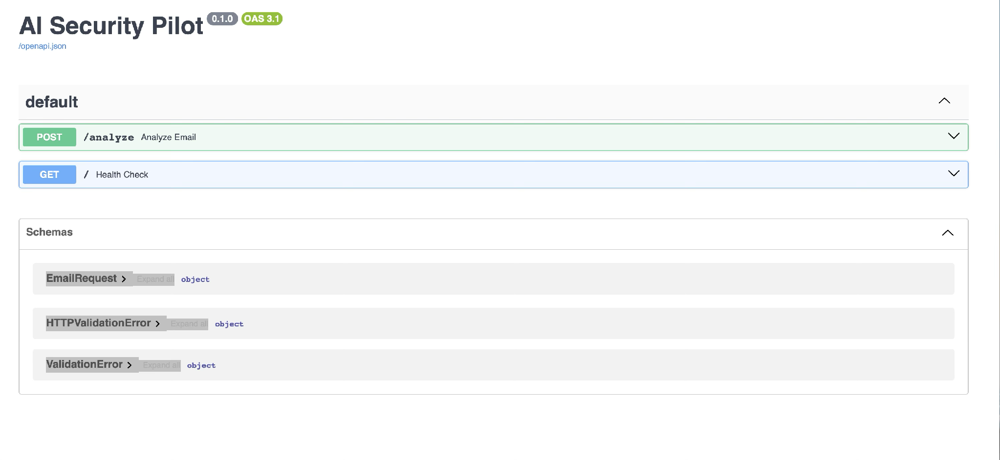 AI Security Pilot 0.1.0 OAS 3.1
/openapi.json
default
POST /analyze Analyze Email
GET / Health Check
Schemas
EmailRequest Expand all object
HTTPValidationError Expand all object
ValidationError Expand all object